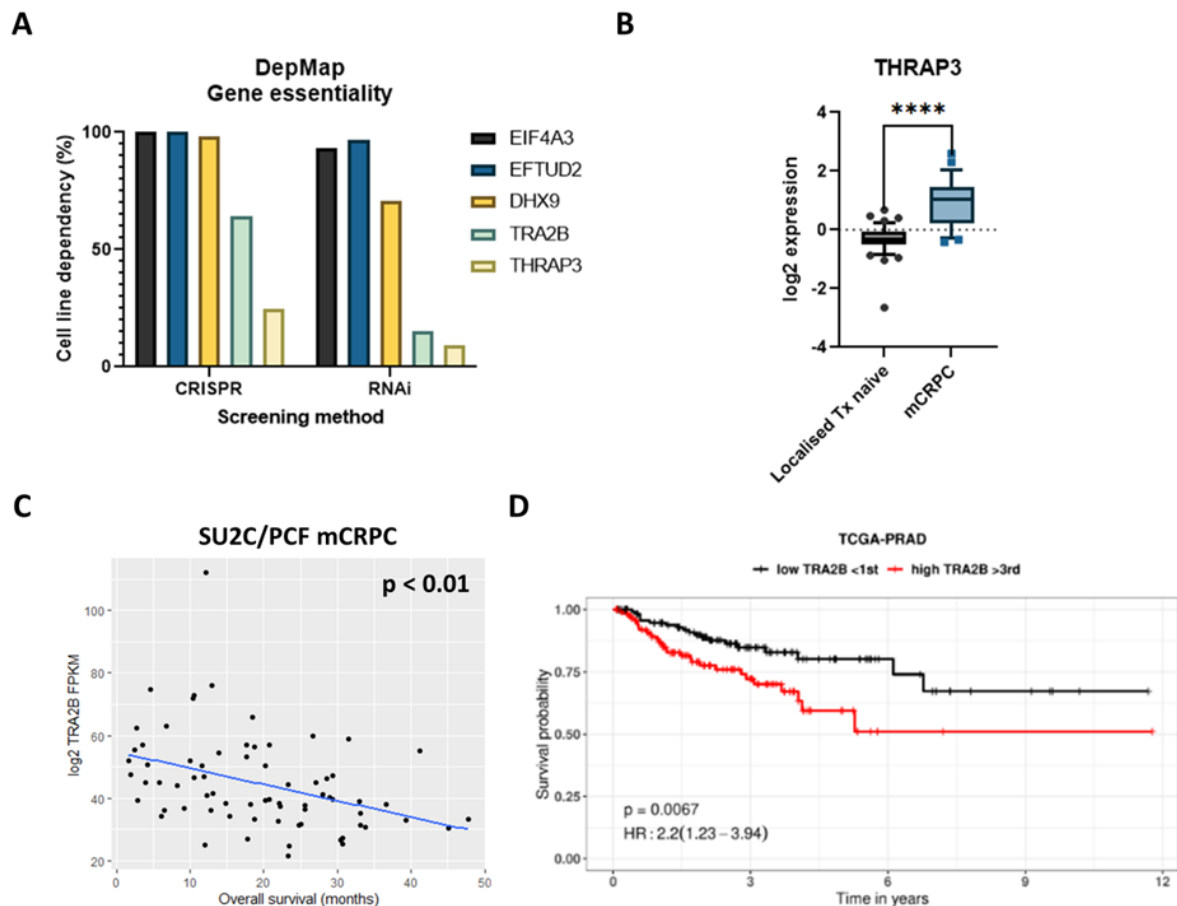 A
DepMap
Gene essentiality
Cell line dependency (%)
100
50
0
CRISPR
RNAi
Screening method
EIF4A3
EFTUD2
DHX9
TRA2B
THRAP3
B
THRAP3
****
log2 expression
4
2
0
-2
-4
Localised Tx naive
mCRPC
C
SU2C/PCF mCRPC
p < 0.01
log2 TRA2B FPKM
100
80
60
40
20
0
10
20
30
40
50
Overall survival (months)
D
TCGA-PRAD
low TRA2B <1st
high TRA2B >3rd
Survival probability
1.00
0.75
0.50
0.25
0.00
p = 0.0067
HR : 2.2(1.23−3.94)
0
3
6
9
12
Time in years